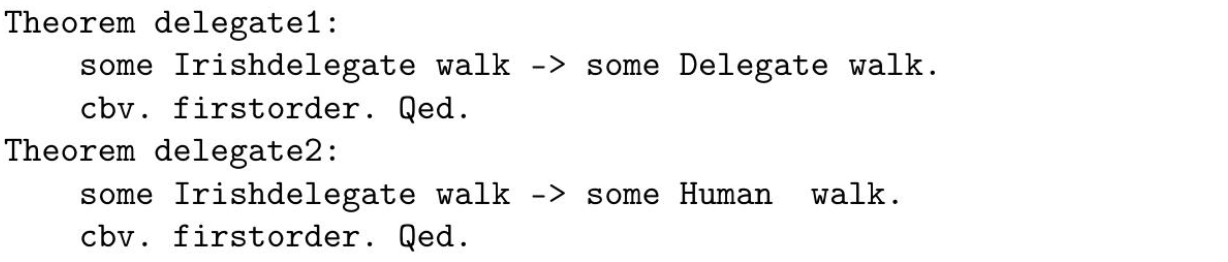 Theorem delegate1:
    some Irishdelegate walk -> some Delegate walk.
    cbv. firstorder. Qed.
Theorem delegate2:
    some Irishdelegate walk -> some Human  walk.
    cbv. firstorder. Qed.